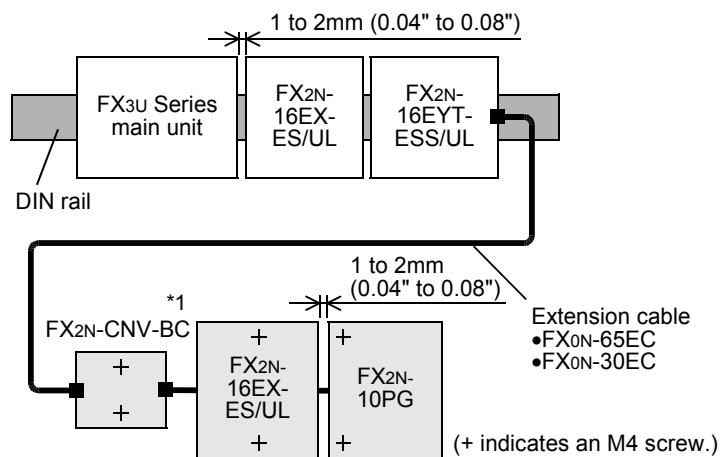 1 to 2mm (0.04" to 0.08")
FX3U Series
main unit
FX2N-
16EX-
ES/UL
FX2N-
16EYT-
ESS/UL
DIN rail
1 to 2mm
(0.04" to 0.08")
*1
FX2N-CNV-BC
FX2N-
16EX-
ES/UL
FX2N-
10PG
Extension cable
•FX0N-65EC
•FX0N-30EC
(+ indicates an M4 screw.)